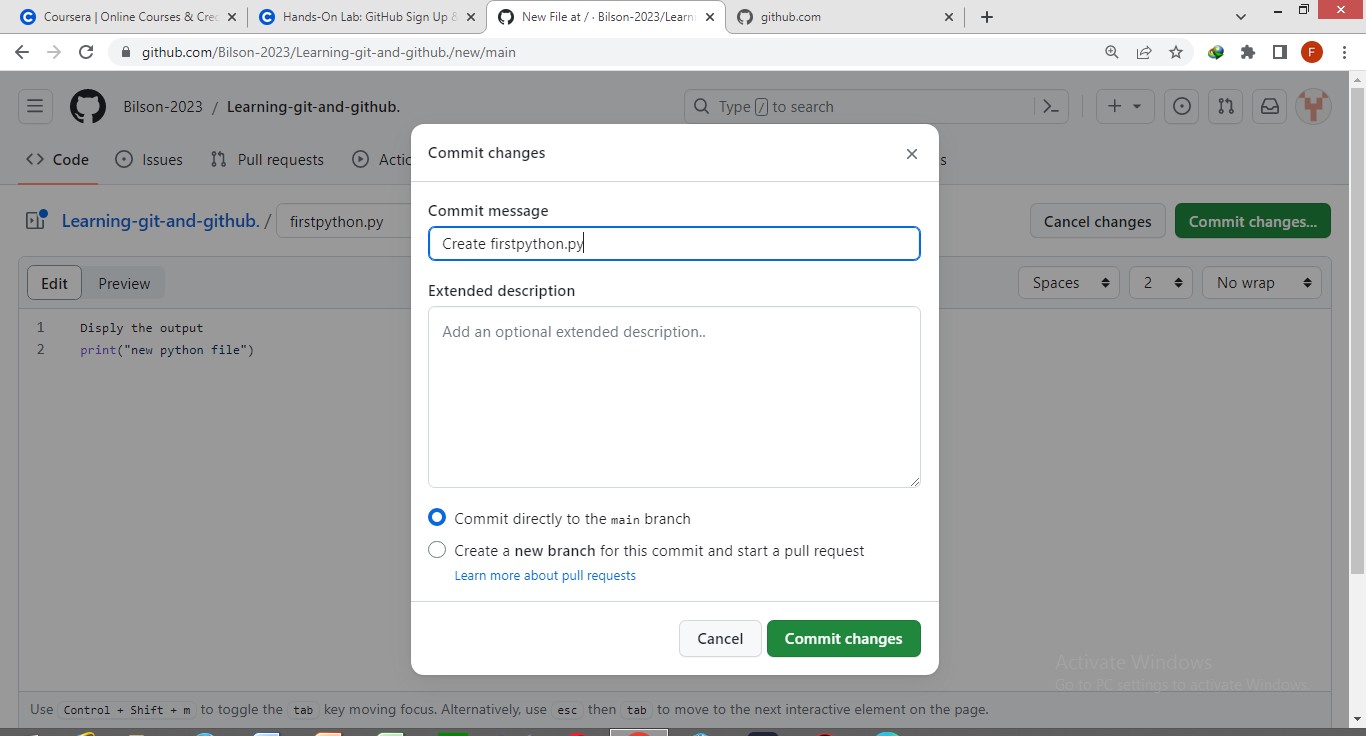 Coursera | Online Courses & Cre
Hands-On Lab: GitHub Sign Up &
New File at / · Bilson-2023/Learni
github.com
github.com/Bilson-2023/Learning-git-and-github./new/main
F
Bilson-2023 / Learning-git-and-github.
Type / to search
Code
Issues
Pull requests
Actic
s
Learning-git-and-github. / firstpython.py
Cancel changes
Commit changes...
Edit
Preview
Spaces
2
No wrap
1 Disply the output
2 print("new python file")
Commit changes
Commit message
Create firstpython.py
Extended description
Add an optional extended description..
Commit directly to the main branch
Create a new branch for this commit and start a pull request
Learn more about pull requests
Cancel
Commit changes
Activate Windows
Go to PC settings to activate Windows.
Use Control + Shift + m to toggle the tab key moving focus. Alternatively, use esc then tab to move to the next interactive element on the page.